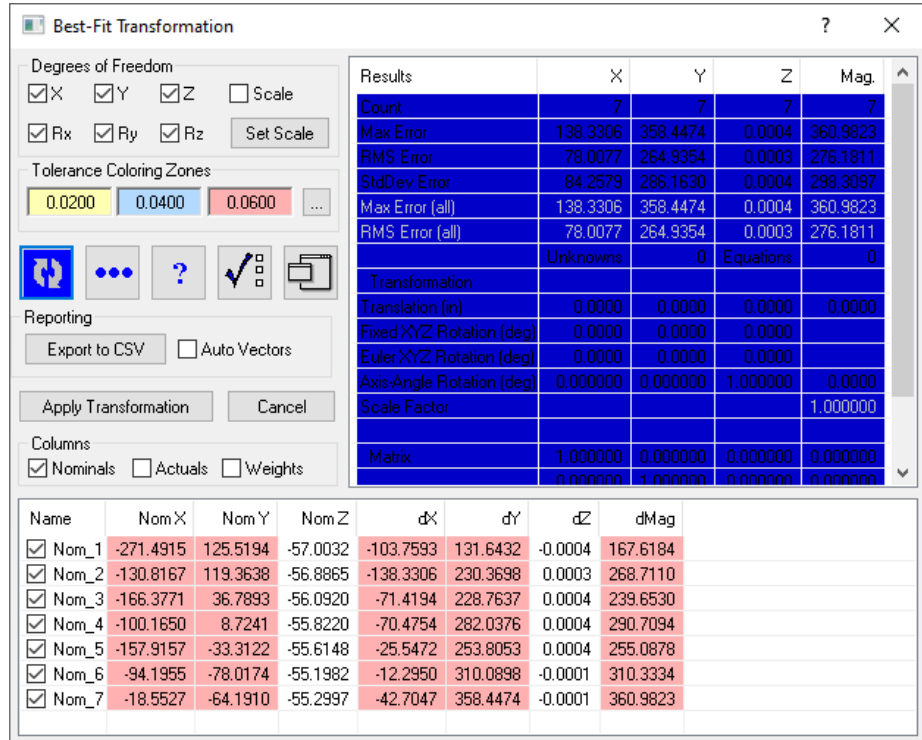 Best-Fit Transformation ? ×
Degrees of Freedom
X Y Z Scale
Rx Ry Rz Set Scale
Tolerance Coloring Zones
0.0200 0.0400 0.0600 ...
?
Reporting
Export to CSV Auto Vectors
Apply Transformation Cancel
Columns
Nominals Actuals Weights
Results X Y Z Mag.
Count 7 7 7 7
Max Error 138.3306 358.4474 0.0004 360.9823
RMS Error 78.0077 264.9354 0.0003 276.1811
StdDev Error 84.2579 286.1630 0.0004 298.3097
Max Error (all) 138.3306 358.4474 0.0004 360.9823
RMS Error (all) 78.0077 264.9354 0.0003 276.1811
Unknowns 0 Equations 0
Transformation
Translation (in) 0.0000 0.0000 0.0000 0.0000
Fixed XYZ Rotation (deg) 0.0000 0.0000 0.0000
Euler XYZ Rotation (deg) 0.0000 0.0000 0.0000
Axis-Angle Rotation (deg) 0.000000 0.000000 1.000000 0.0000
Scale Factor 1.000000
Matrix 1.000000 0.000000 0.000000 0.000000
0.000000 1.000000 0.000000 0.000000
Name Nom X Nom Y Nom Z dX dY dZ dMag
Nom_1 -271.4915 125.5194 -57.0032 -103.7593 131.6432 -0.0004 167.6184
Nom_2 -130.8167 119.3638 -56.8865 -138.3306 230.3698 0.0003 268.7110
Nom_3 -166.3771 36.7893 -56.0920 -71.4194 228.7637 0.0004 239.6530
Nom_4 -100.1650 8.7241 -55.8220 -70.4754 282.0376 0.0004 290.7094
Nom_5 -157.9157 -33.3122 -55.6148 -25.5472 253.8053 0.0004 255.0878
Nom_6 -94.1955 -78.0174 -55.1982 -12.2950 310.0898 -0.0001 310.3334
Nom_7 -18.5527 -64.1910 -55.2997 -42.7047 358.4474 -0.0001 360.9823